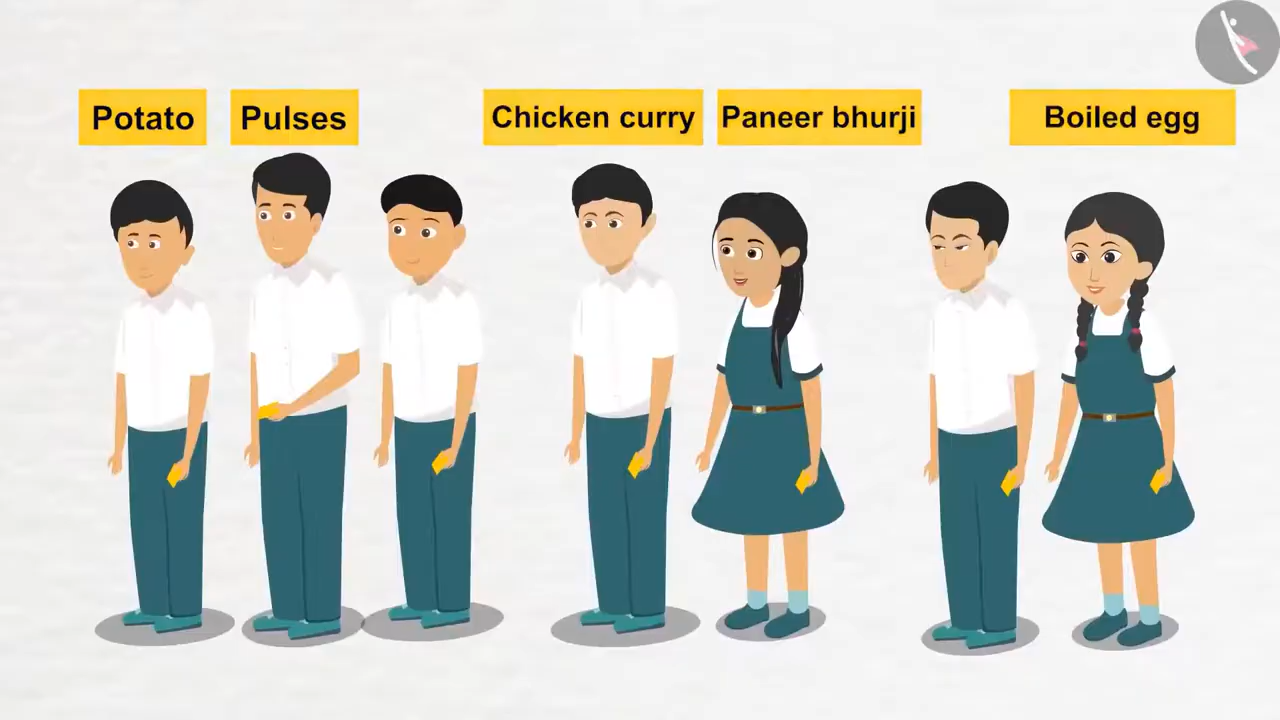 Potato
Pulses
Chicken curry
Paneer bhurji
Boiled egg